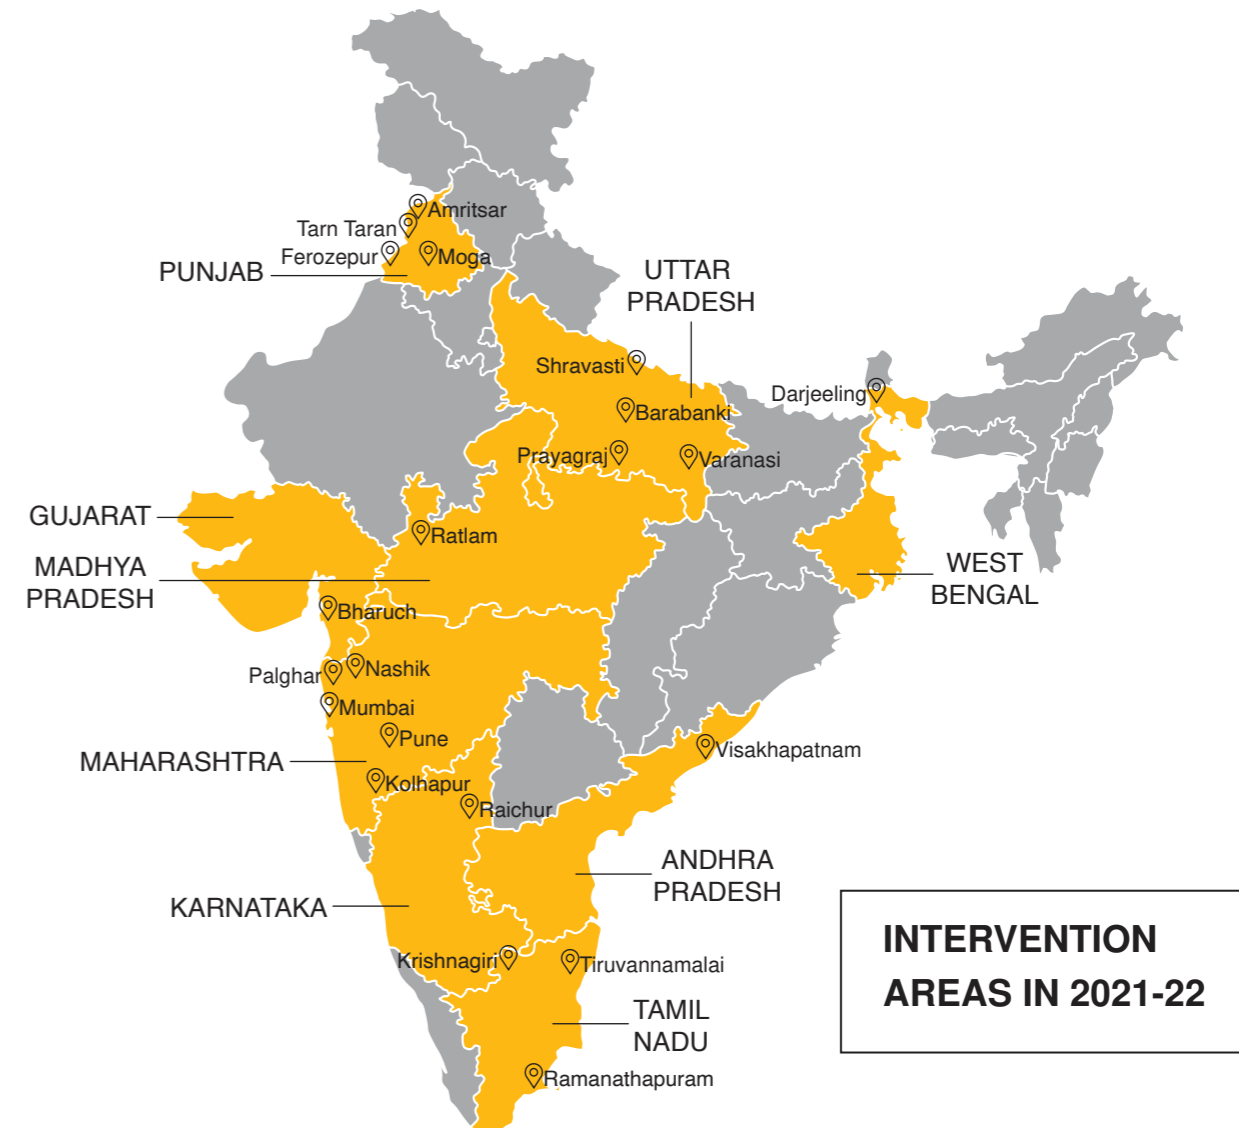 Amritsar
Tarn Taran
Ferozepur
Moga
PUNJAB
UTTAR
PRADESH
Shravasti
Darjeeling
Barabanki
Prayagraj
Varanasi
GUJARAT
Ratlam
MADHYA
PRADESH
WEST
BENGAL
Bharuch
Nashik
Palghar
Mumbai
Pune
Visakhapatnam
MAHARASHTRA
Kolhapur
Raichur
ANDHRA
PRADESH
KARNATAKA
INTERVENTION
AREAS IN 2021-22
Krishnagiri
Tiruvannamalai
TAMIL
NADU
Ramanathapuram